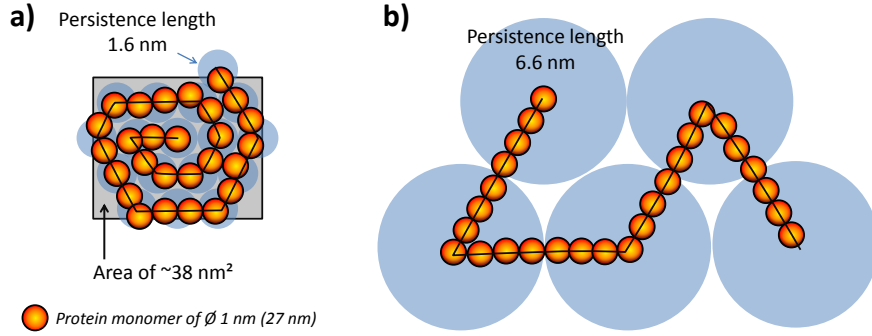 a)
Persistence length
1.6 nm
Area of ~38 nm²
Protein monomer of Ø 1 nm (27 nm)
b)
Persistence length
6.6 nm